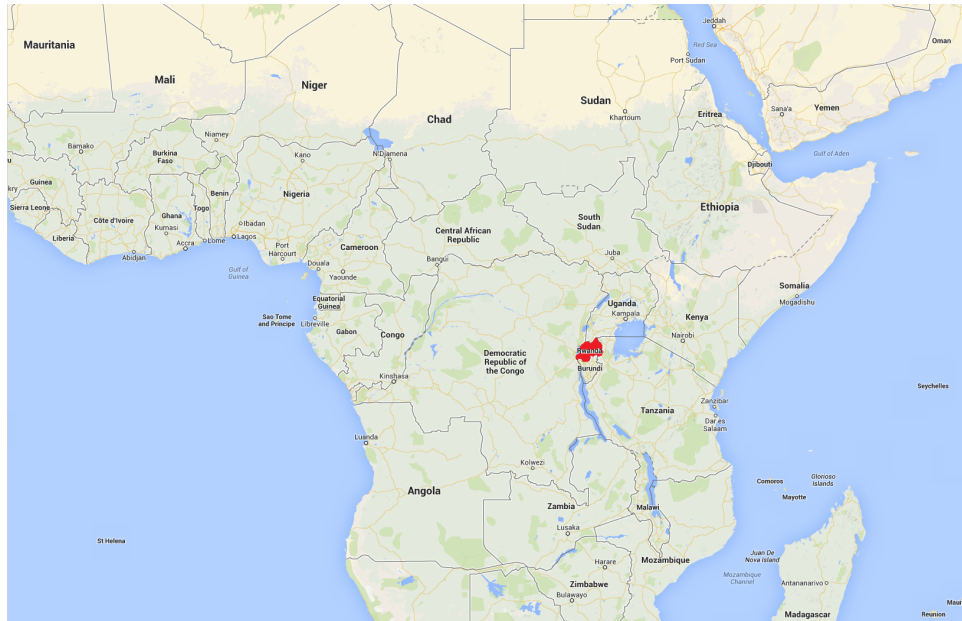 Jeddah
Oman
Mauritania
Red Sea
Port Sudan
Mali
Niger
Sudan
Sana'a
Yemen
Chad
Khartoum
Eritrea
Niamey
Bamako
Burkina
Faso
Kano
N'Djamena
Gulf of Aden
Djibouti
u
Guinea
kry
Benin
Nigeria
Ethiopia
Sierra Leone
Togo
Ghana
Côte d'Ivoire
Kumasi
Ibadan
South
Sudan
Liberia
Accra
Lome
Lagos
Central African
Republic
Port
Harcourt
Cameroon
Abidjan
Bangui
Juba
Douala
Gulf of
Guinea
Yaounde
Somalia
Mogadishu
Equatorial
Guinea
Uganda
Kampala
Sao Tome
and Principe
Libreville
Kenya
Gabon
Congo
Nairobi
Rwanda
Democratic
Republic of
the Congo
Burundi
Kinshasa
Seychelles
Zanzibar
Tanzania
Dar es
Salaam
Luanda
Kolwezi
Glorioso
Islands
Comoros
Angola
Mayotte
Zambia
Malawi
Lusaka
St Helena
Juan De
Nova Island
Harare
Mozambique
Mozambique
Channel
Zimbabwe
Antananarivo
Bulawayo
Maur
Madagascar
Reunion